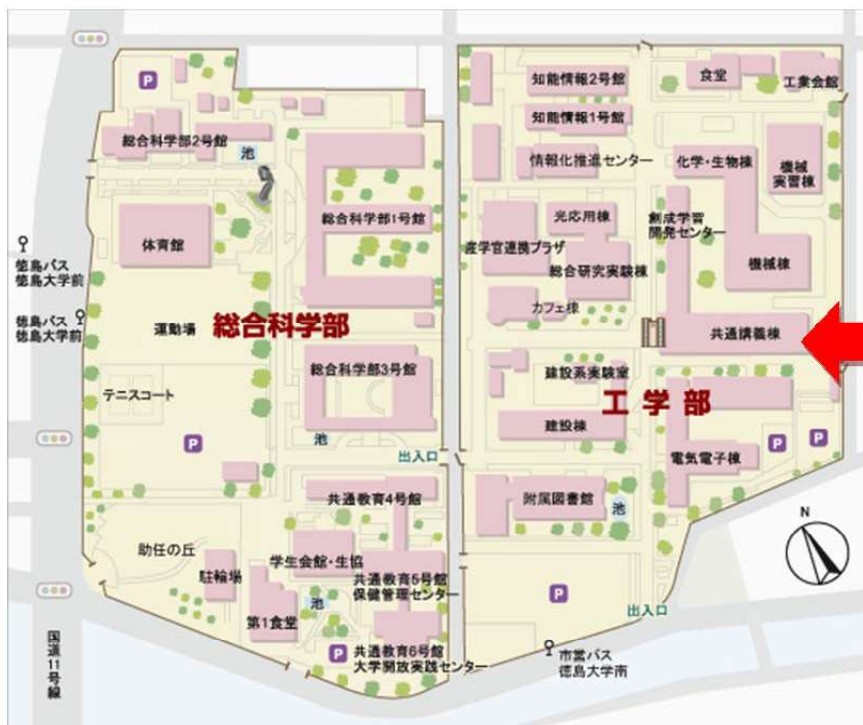 P
総合科学部2号館
池
総合科学部1号館
体育館
徳島バス
徳島大学前
徳島バス
徳島大学前
運動場
総合科学部
総合科学部3号館
テニスコート
P
池
出入口
共通教育4号館
助任の丘
駐輪場
学生会館・生協
共通教育5号館
保健管理センター
池
第1食堂
P
共通教育6号館
大学開放実践センター
国道11号線
知能情報2号館
食堂
工業会館
知能情報1号館
情報化推進センター
化学・生物棟
機械
実習棟
光応用棟
創成学習
開発センター
産学官連携プラザ
総合研究実験棟
機械棟
カフェ棟
共通講義棟
建設系実験室
工学部
建設棟
P
P
電気電子棟
附属図書館
池
N
P
出入口
市営バス
徳島大学南